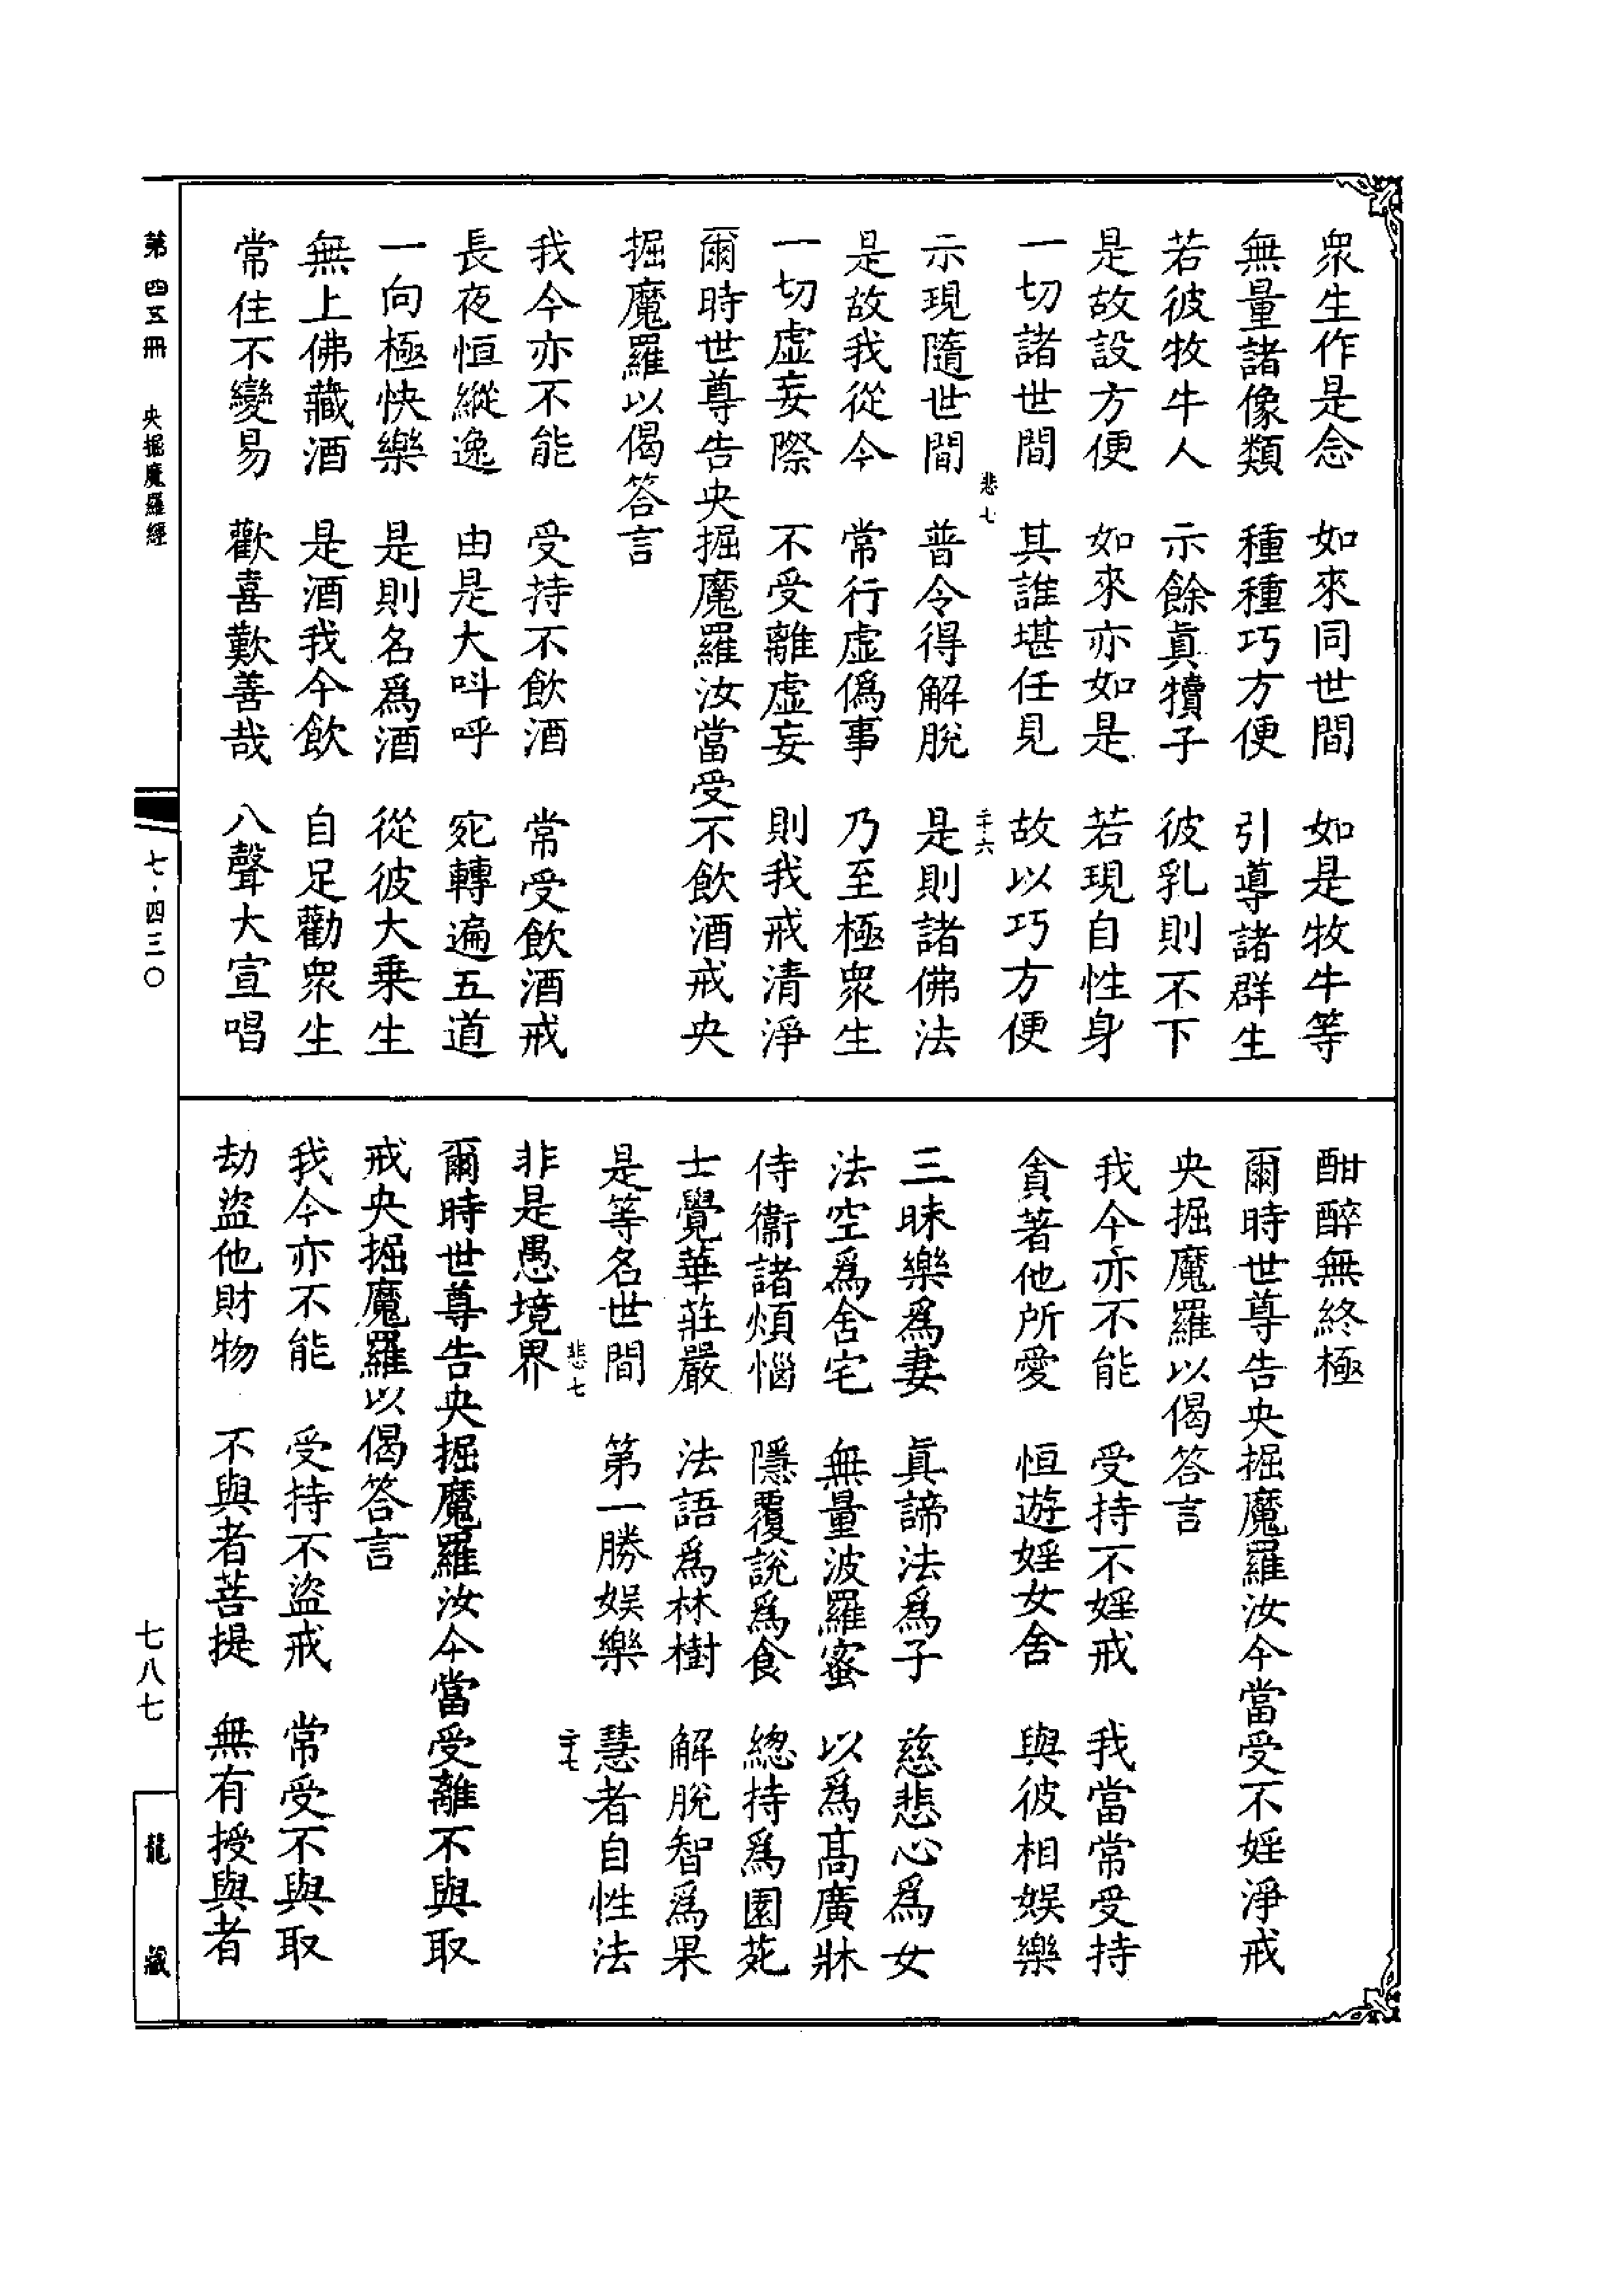 衆生作是念　如來同世間　如是牧牛等
無量諸像類　種種巧方便　引導諸群生
若彼牧牛人　示餘眞犢子　彼乳則不下
是故設方便　如來亦如是　若現自性身
一切諸世間　其誰堪任見　故以巧方便
悲七　二十六
示現隨世間　普令得解脫　是則諸佛法
是故我從今　常行虛僞事　乃至極衆生
一切虛妄際　不受離虛妄　則我戒清淨
爾時世尊告央掘魔羅汝當受不飲酒戒央
掘魔羅以偈答言
我今亦不能　受持不飲酒　常受飲酒戒
長夜恒縱逸　由是大叫呼　宛轉遍五道
一向極快樂　是則名爲酒　從彼大乗生
無上佛藏酒　是酒我今飲　自足勸衆生
常住不變易　歡喜歎善哉　八聲大宣唱
酣醉無終極
爾時世尊告央掘魔羅汝今當受不婬淨戒
央掘魔羅以偈答言
我今亦不能　受持不婬戒　我當常受持
貪著他所愛　恒遊婬女舍　與彼相娛樂
三昧樂爲妻　眞諦法爲子　慈悲心爲女
法空爲舍宅　無量波羅蜜　以爲髙廣牀
侍衞諸煩惱　隱覆說爲食　緫持爲園苑
士覺華莊嚴　法語爲林樹　解脫智爲果
是等名世間　第一勝娛樂　慧者自性法
悲七　二十七
非是愚境界
爾時世尊告央掘魔羅汝今當受離不與取
戒央掘魔羅以偈答言
我今亦不能　受持不盜戒　常受不與取
劫盜他財物　不與者菩提　無有授與者
第四五冊　央掘魔羅經　七·四三〇　七八七　龍藏